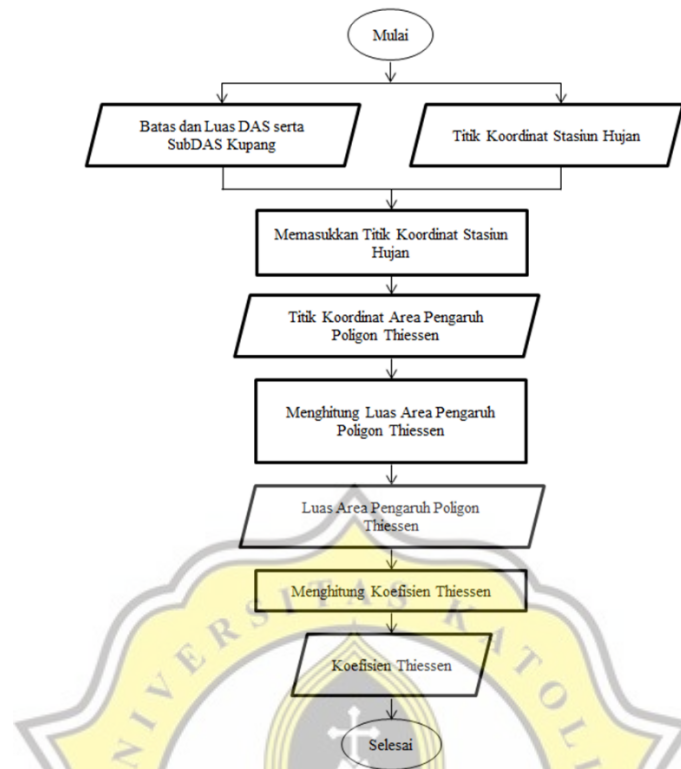 Mulai
Batas dan Luas DAS serta
SubDAS Kupang
Titik Koordinat Stasiun Hujan
Memasukkan Titik Koordinat Stasiun
Hujan
Titik Koordinat Area Pengaruh
Poligon Thiessen
Menghitung Luas Area Pengaruh
Poligon Thiessen
Luas Area Pengaruh Poligon
Thiessen
Menghitung Koefisien Thiessen
Koefisien Thiessen
Selesai
NIVERSITAS KATOLI